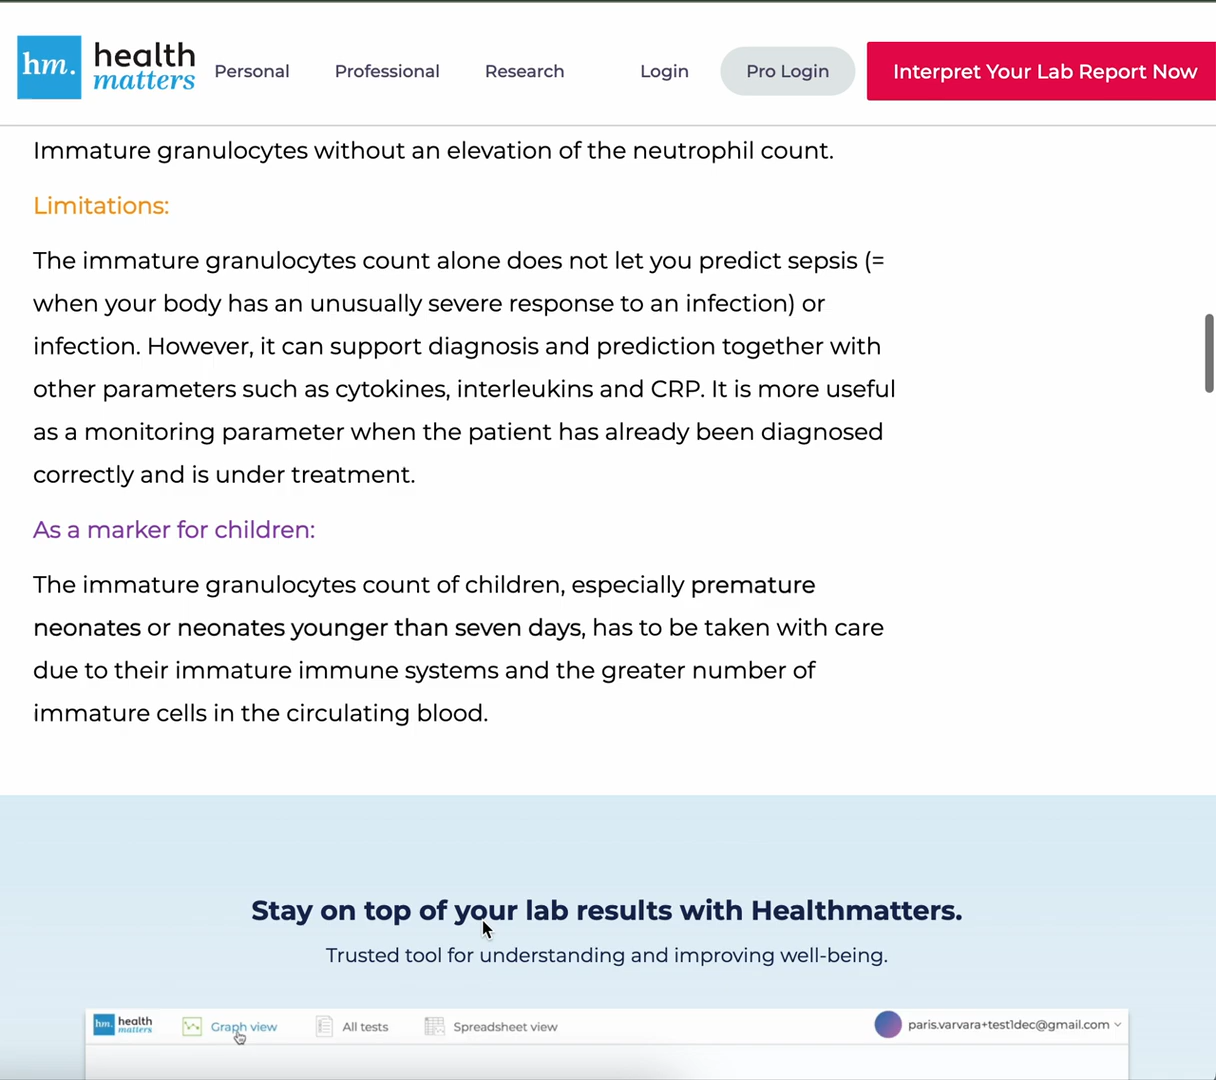 hm. health matters
Personal Professional Research Login Pro Login Interpret Your Lab Report Now
Immature granulocytes without an elevation of the neutrophil count.
Limitations:
The immature granulocytes count alone does not let you predict sepsis (=
when your body has an unusually severe response to an infection) or
infection. However, it can support diagnosis and prediction together with
other parameters such as cytokines, interleukins and CRP. It is more useful
as a monitoring parameter when the patient has already been diagnosed
correctly and is under treatment.
As a marker for children:
The immature granulocytes count of children, especially premature
neonates or neonates younger than seven days, has to be taken with care
due to their immature immune systems and the greater number of
immature cells in the circulating blood.
Stay on top of your lab results with Healthmatters.
Trusted tool for understanding and improving well-being.
hm. health matters Graph view All tests Spreadsheet view paris.varvara+test1dec@gmail.com